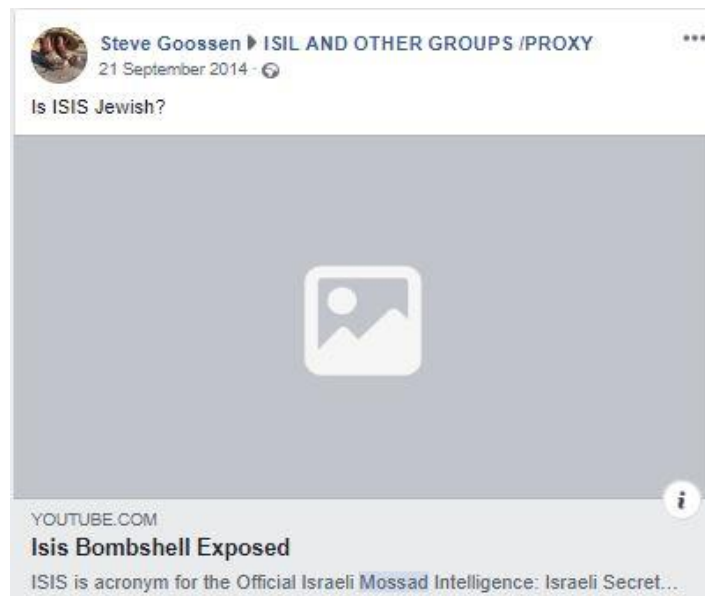 Steve Goossen ▶ ISIL AND OTHER GROUPS /PROXY
21 September 2014 ·
Is ISIS Jewish?
YOUTUBE.COM
Isis Bombshell Exposed
ISIS is acronym for the Official Israeli Mossad Intelligence: Israeli Secret...